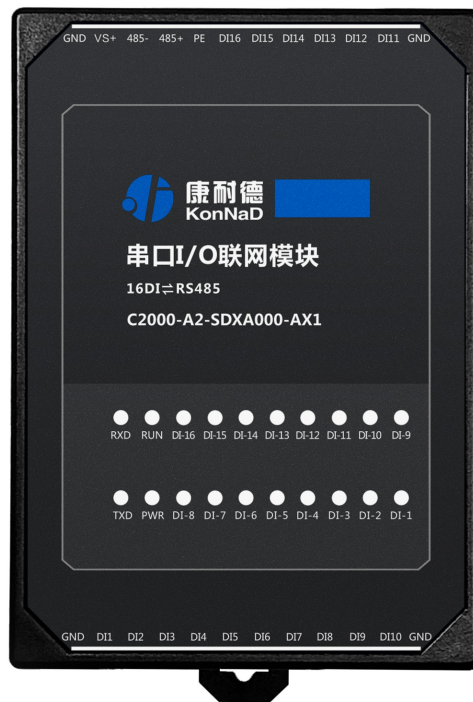 GND VS+ 485- 485+ PE DI16 DI15 DI14 DI13 DI12 DI11 GND
康耐德
KonNaD
串口I/O联网模块
16DI⇌RS485
C2000-A2-SDXA000-AX1
RXD RUN DI-16 DI-15 DI-14 DI-13 DI-12 DI-11 DI-10 DI-9
TXD PWR DI-8 DI-7 DI-6 DI-5 DI-4 DI-3 DI-2 DI-1
GND DI1 DI2 DI3 DI4 DI5 DI6 DI7 DI8 DI9 DI10 GND